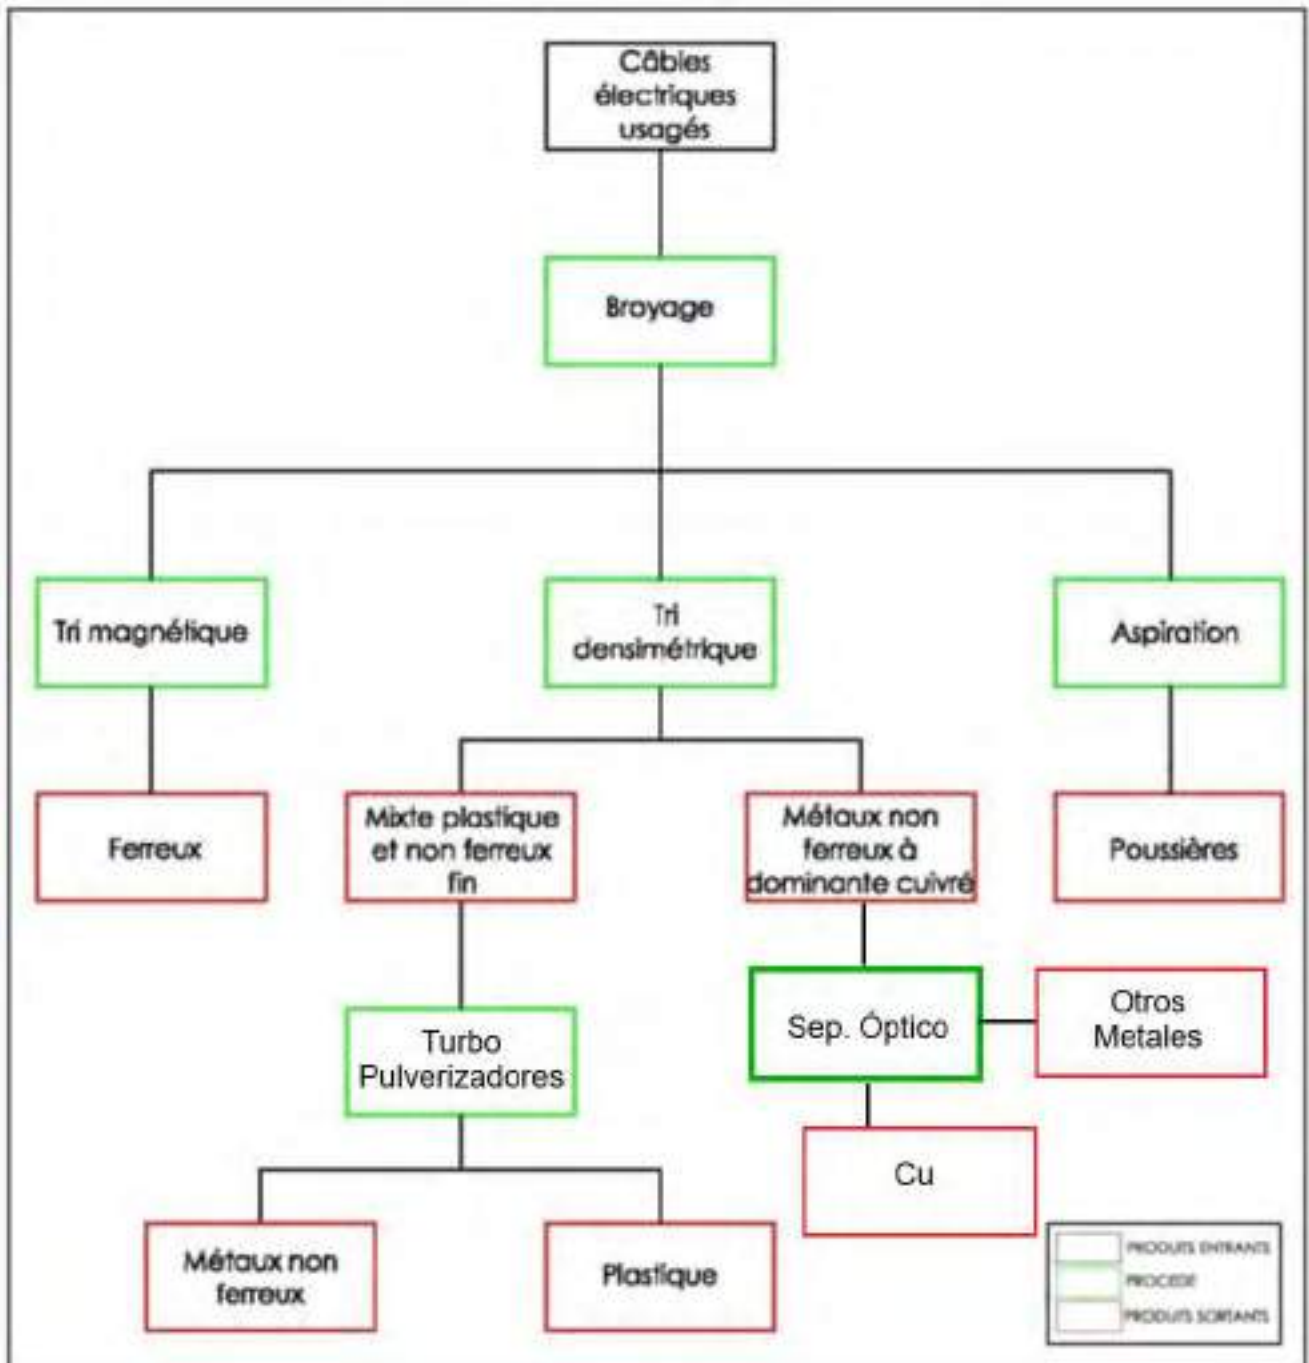 Câbles
électriques
usagés
Broyage
Tri magnétique
Tri
densimétrique
Aspiration
Ferreux
Mixte plastique
et non ferreux
fin
Métaux non
ferreux à
dominante cuivré
Poussières
Turbo
Pulverizadores
Sep. Óptico
Otros
Metales
Cu
Métaux non
ferreux
Plastique
PRODUITS ENTRANTS
PROCEDE
PRODUITS SORTANTS